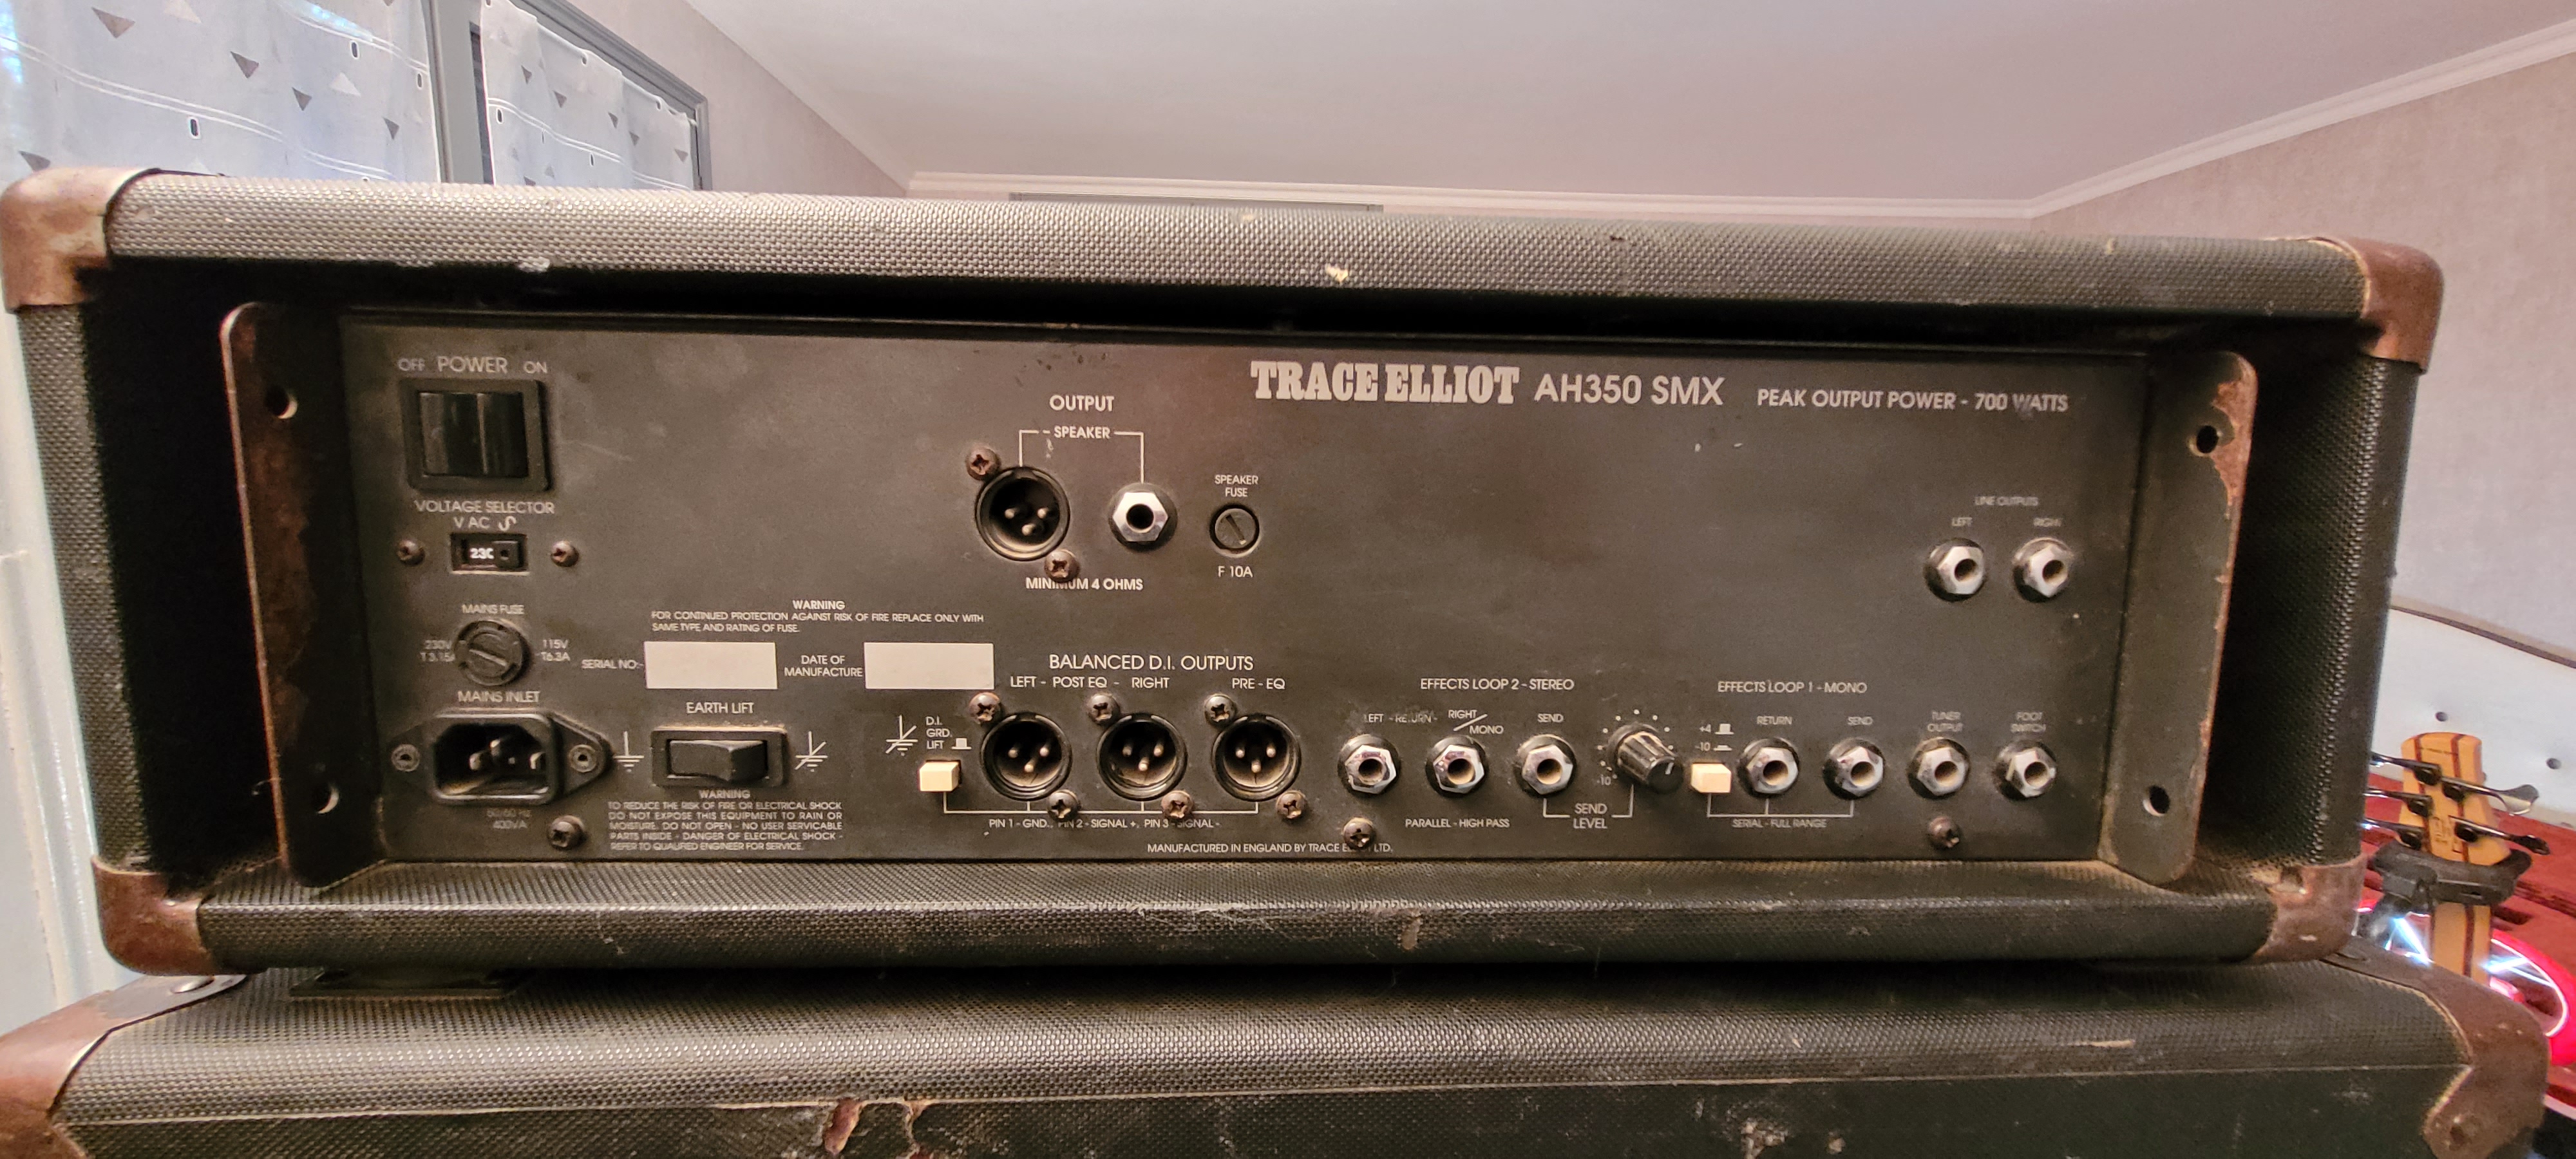 OFF POWER ON
VOLTAGE SELECTOR
V AC
230
MAINS FUSE
230V
T 3.15A
115V
T6.3A
MAINS INLET
50/60 Hz
400VA
WARNING
FOR CONTINUED PROTECTION AGAINST RISK OF FIRE REPLACE ONLY WITH
SAME TYPE AND RATING OF FUSE.
SERIAL NO:-
DATE OF
MANUFACTURE
EARTH LIFT
WARNING
TO REDUCE THE RISK OF FIRE OR ELECTRICAL SHOCK
DO NOT EXPOSE THIS EQUIPMENT TO RAIN OR
MOISTURE. DO NOT OPEN - NO USER SERVICABLE
PARTS INSIDE - DANGER OF ELECTRICAL SHOCK -
REFER TO QUALIFIED ENGINEER FOR SERVICE.
OUTPUT
SPEAKER
MINIMUM 4 OHMS
SPEAKER
FUSE
F 10A
TRACE ELLIOT AH350 SMX PEAK OUTPUT POWER - 700 WATTS
LINE OUTPUTS
LEFT RIGHT
BALANCED D.I. OUTPUTS
LEFT - POST EQ - RIGHT PRE - EQ
D.I.
GRD.
LIFT
PIN 1 - GND., PIN 2 - SIGNAL +, PIN 3 - SIGNAL -
EFFECTS LOOP 2 - STEREO
LEFT - RETURN - RIGHT/MONO
SEND
-10
SEND
LEVEL
PARALLEL - HIGH PASS
EFFECTS LOOP 1 - MONO
+4
-10
RETURN SEND
SERIAL - FULL RANGE
TUNER
OUTPUT
FOOT
SWITCH
MANUFACTURED IN ENGLAND BY TRACE LTD.